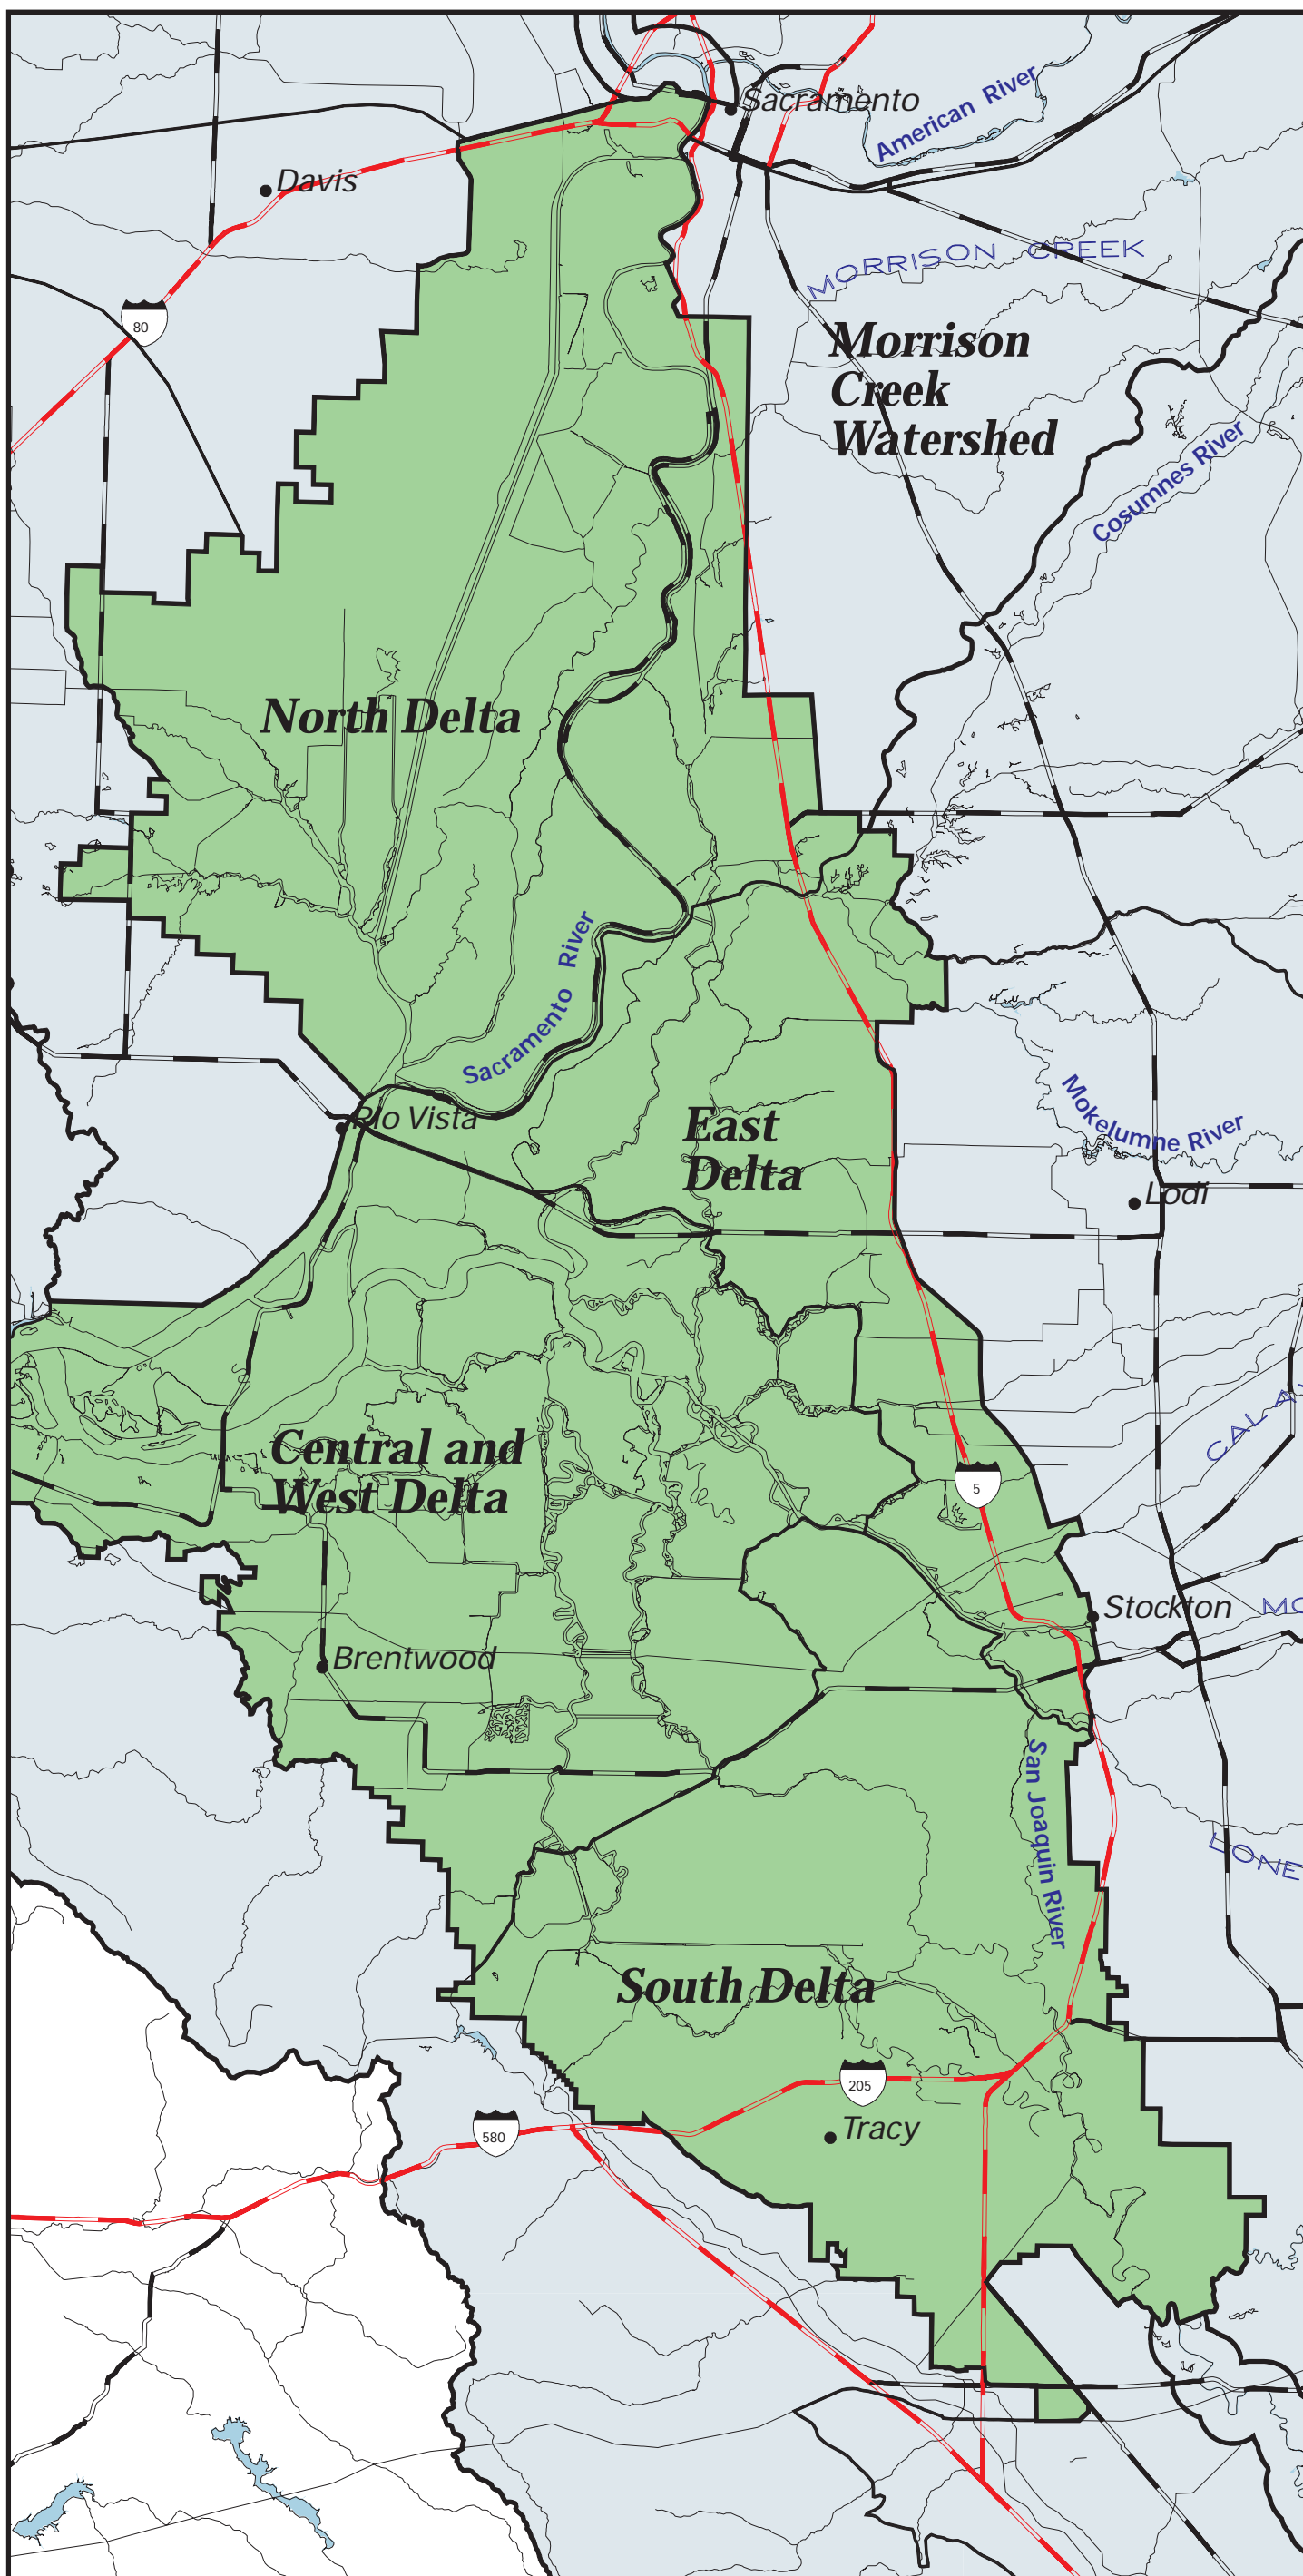 Sacramento
American River
Davis
MORRISON CREEK
80
Morrison
Creek
Watershed
Cosumnes River
North Delta
Sacramento River
Mokelumne River
Rio Vista
East
Delta
Lodi
Central and
West Delta
5
Stockton
Brentwood
San Joaquin River
LONE
South Delta
205
Tracy
580